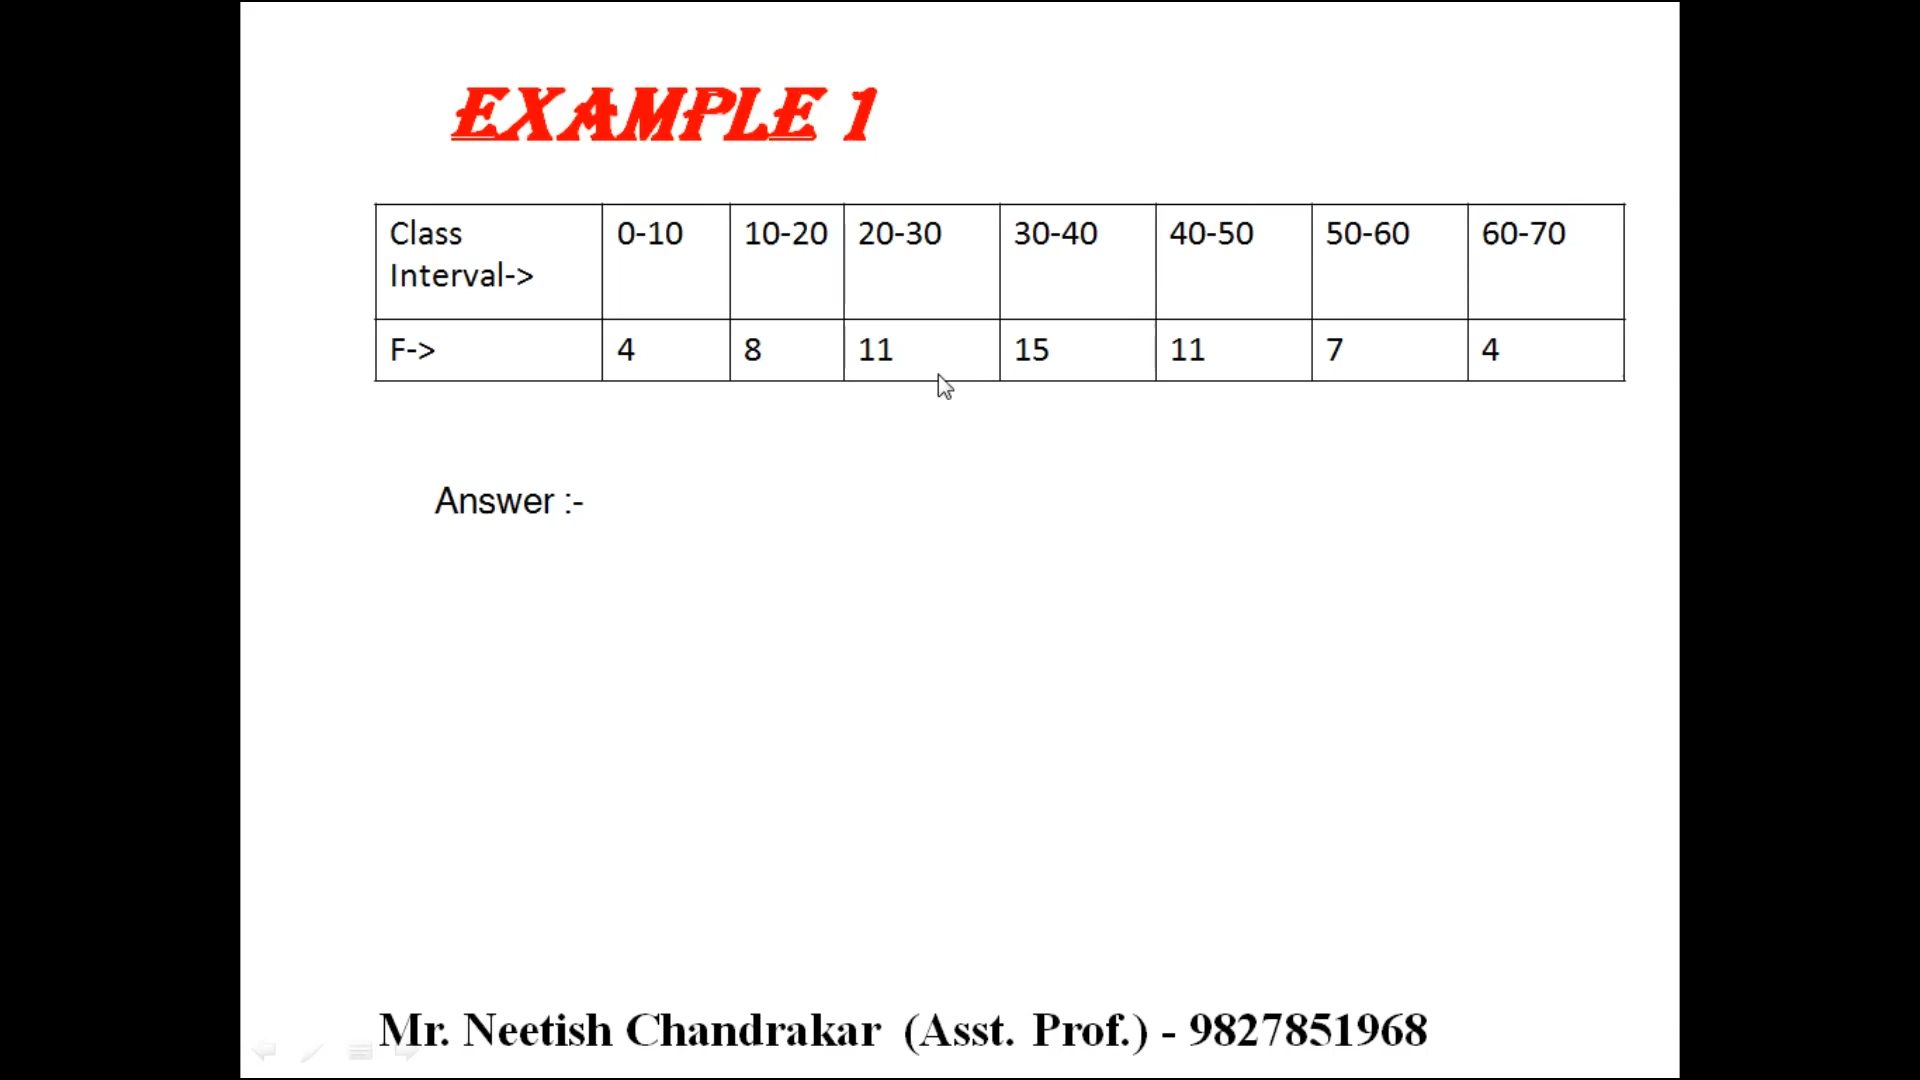 EXAMPLE 1
Class Interval-> 0-10 10-20 20-30 30-40 40-50 50-60 60-70
F-> 4 8 11 15 11 7 4
Answer :-
Mr. Neetish Chandrakar (Asst. Prof.) - 9827851968